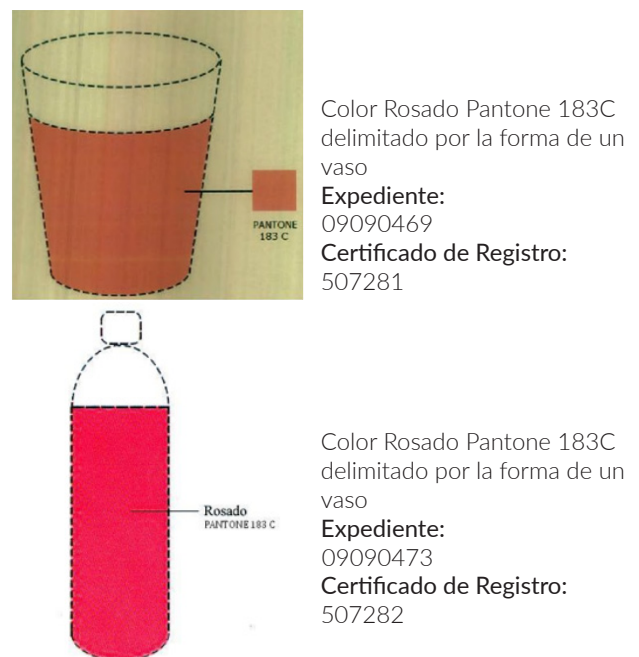 PANTONE
183 C
Color Rosado Pantone 183C
delimitado por la forma de un
vaso
Expediente:
09090469
Certificado de Registro:
507281
Rosado
PANTONE 183 C
Color Rosado Pantone 183C
delimitado por la forma de un
vaso
Expediente:
09090473
Certificado de Registro:
507282